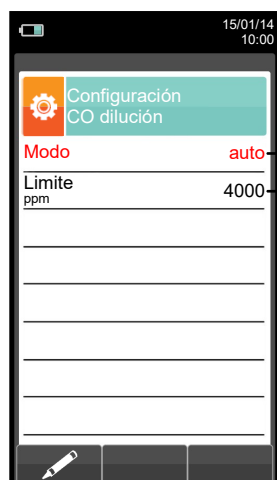 15/01/14
10:00
Configuración
CO dilución
Modo auto
Limite 4000
ppm